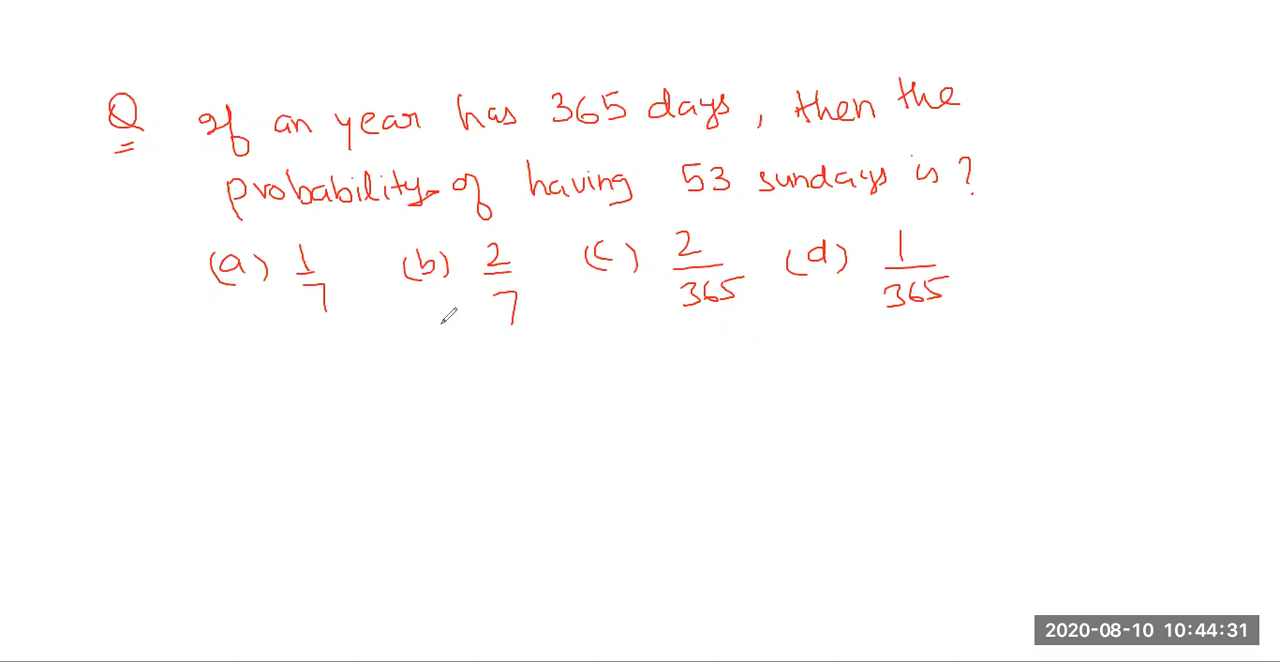 Q If an year has 365 days, then the
probability of having 53 sundays is?
(a) 1/7 (b) 2/7 (c) 2/365 (d) 1/365
2020-08-10 10:44:31